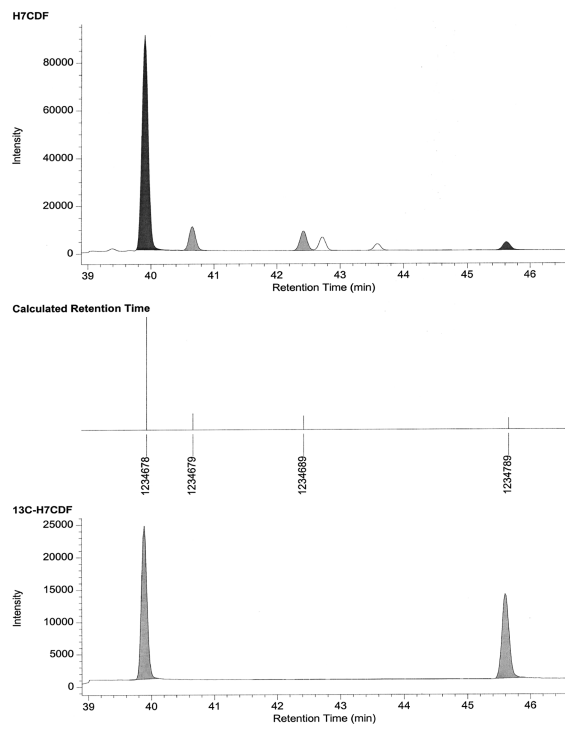 H7CDF
80000
60000
40000
20000
0
Intensity
39 40 41 42 43 44 45 46
Retention Time (min)
Calculated Retention Time
1234678 1234679 1234689 1234789
13C-H7CDF
25000
20000
15000
10000
5000
0
Intensity
39 40 41 42 43 44 45 46
Retention Time (min)